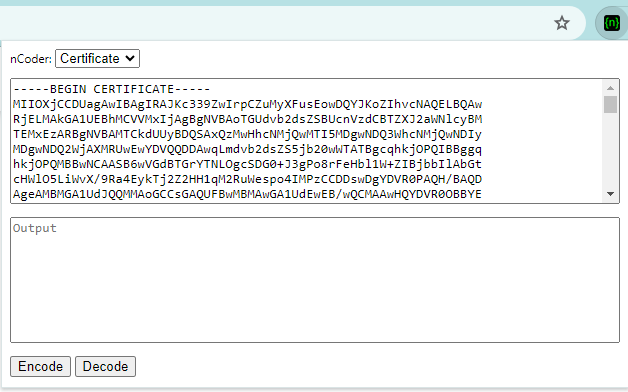 {n}
nCoder: Certificate
-----BEGIN CERTIFICATE-----
MIIOXjCCDUagAwIBAgIRAJKc339ZwIrpCZuMyXFusEowDQYJKoZIhvcNAQELBQAw
RjELMAkGA1UEBhMCVVMxIjAgBgNVBAoTGUdvb2dsZSBUcnVzdCBTZXJ2aWNlcyBM
TEMxEzARBgNVBAMTCkdUUyBDQSAxQzMwHhcNMjQwMTI5MDgwNDQ3WhcNMjQwNDIy
MDgwNDQ2WjAXMRUwEwYDVQQDDAwqLmdvb2dsZS5jb20wWTATBgcqhkjOPQIBBggq
hkjOPQMBBwNCAASB6wVGdBTGrYTNLOgcSDG0+J3gPo8rFeHbl1W+ZIBjbbIlAbGt
cHWlO5LiWvX/9Ra4EykTj2Z2HH1qM2RuWespo4IMPzCCDDswDgYDVR0PAQH/BAQD
AgeAMBMGA1UdJQQMMAoGCCsGAQUFBwMBMAwGA1UdEwEB/wQCMAAwHQYDVR0OBBYE
Output
Encode Decode